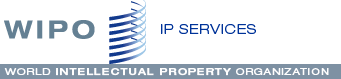 WIPO
IP SERVICES
WORLD INTELLECTUAL PROPERTY ORGANIZATION